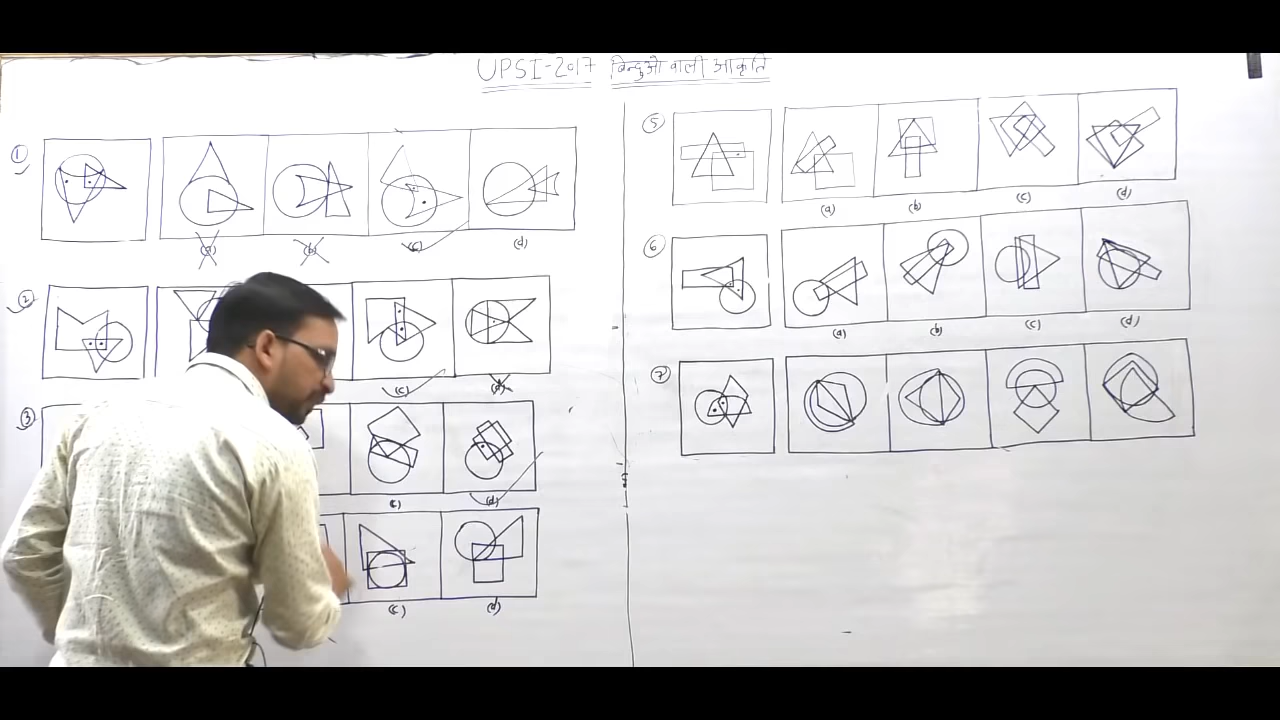 UPSI-2017 बिन्दुओ वाली आकृति
1
(a) (b) (c) (d)
2
(c) (d)
3
(c) (d)
(c) (d)
5
(a) (b) (c) (d)
6
(a) (b) (c) (d)
7